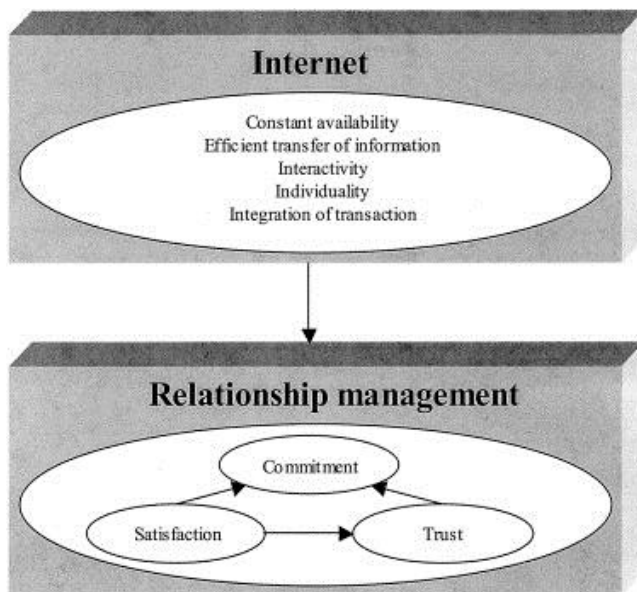 Internet
Constant availability
Efficient transfer of information
Interactivity
Individuality
Integration of transaction
Relationship management
Commitment
Satisfaction
Trust